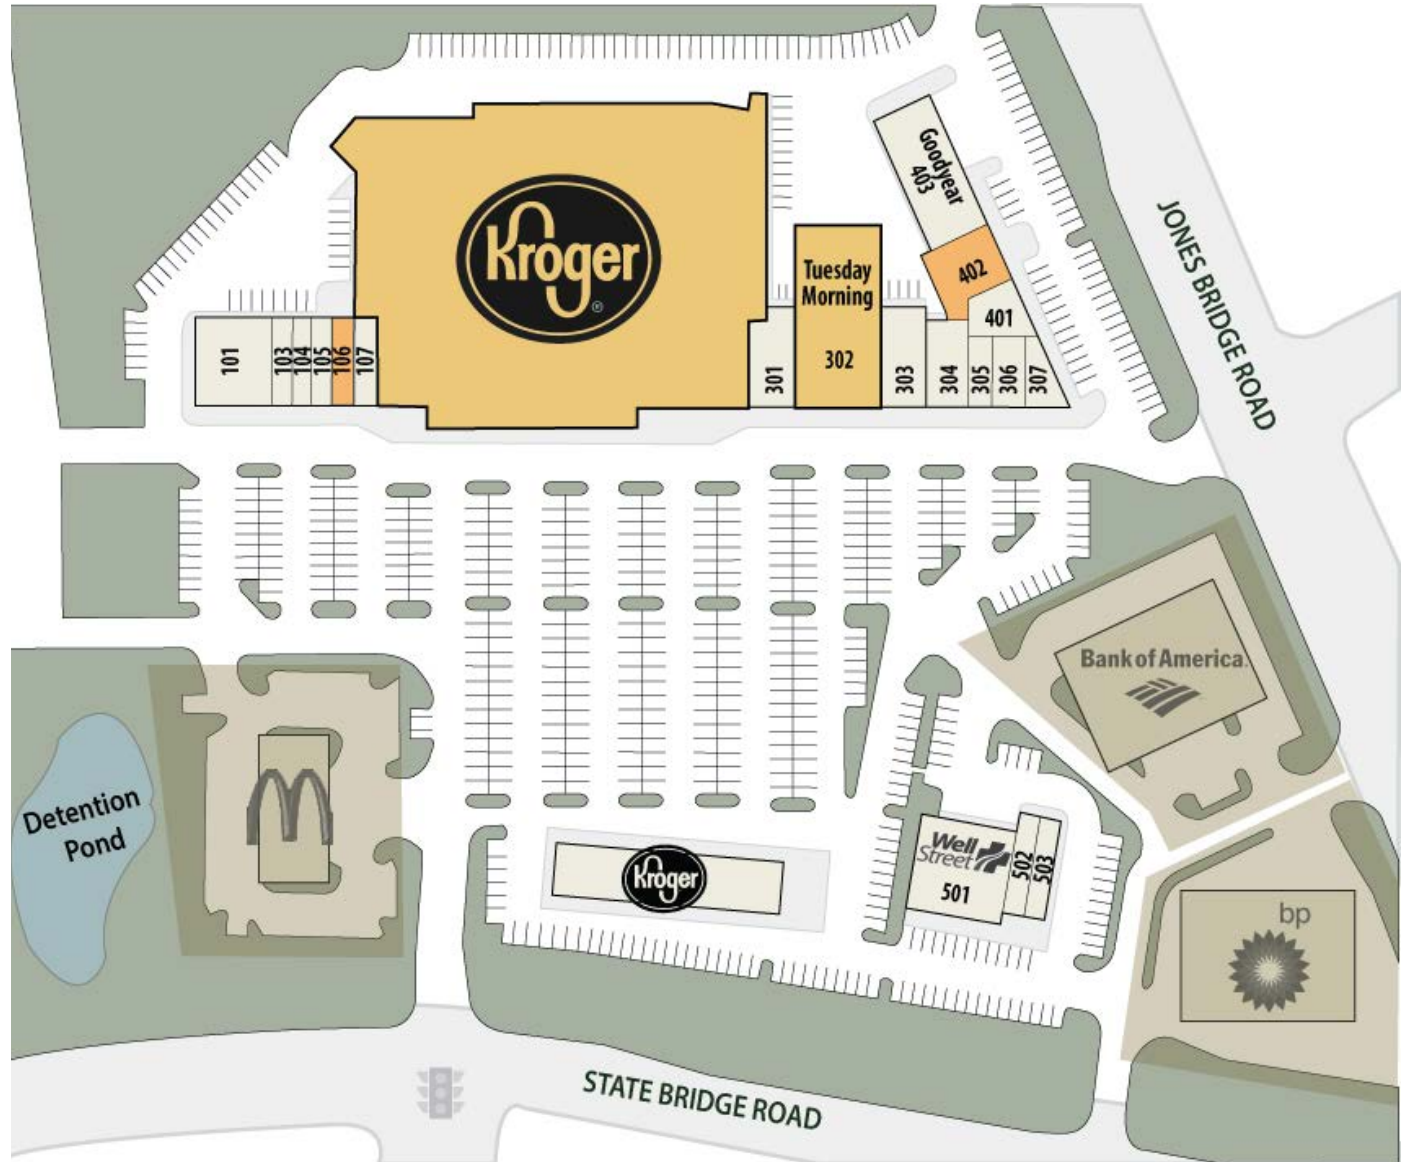 Kroger
®
Goodyear
403
402
401
Tuesday
Morning
302
101
103
104
105
106
107
301
303
304
305
306
307
JONES BRIDGE ROAD
Bank of America.
Detention
Pond
M
Kroger
Well
Street
501
502
503
bp
STATE BRIDGE ROAD